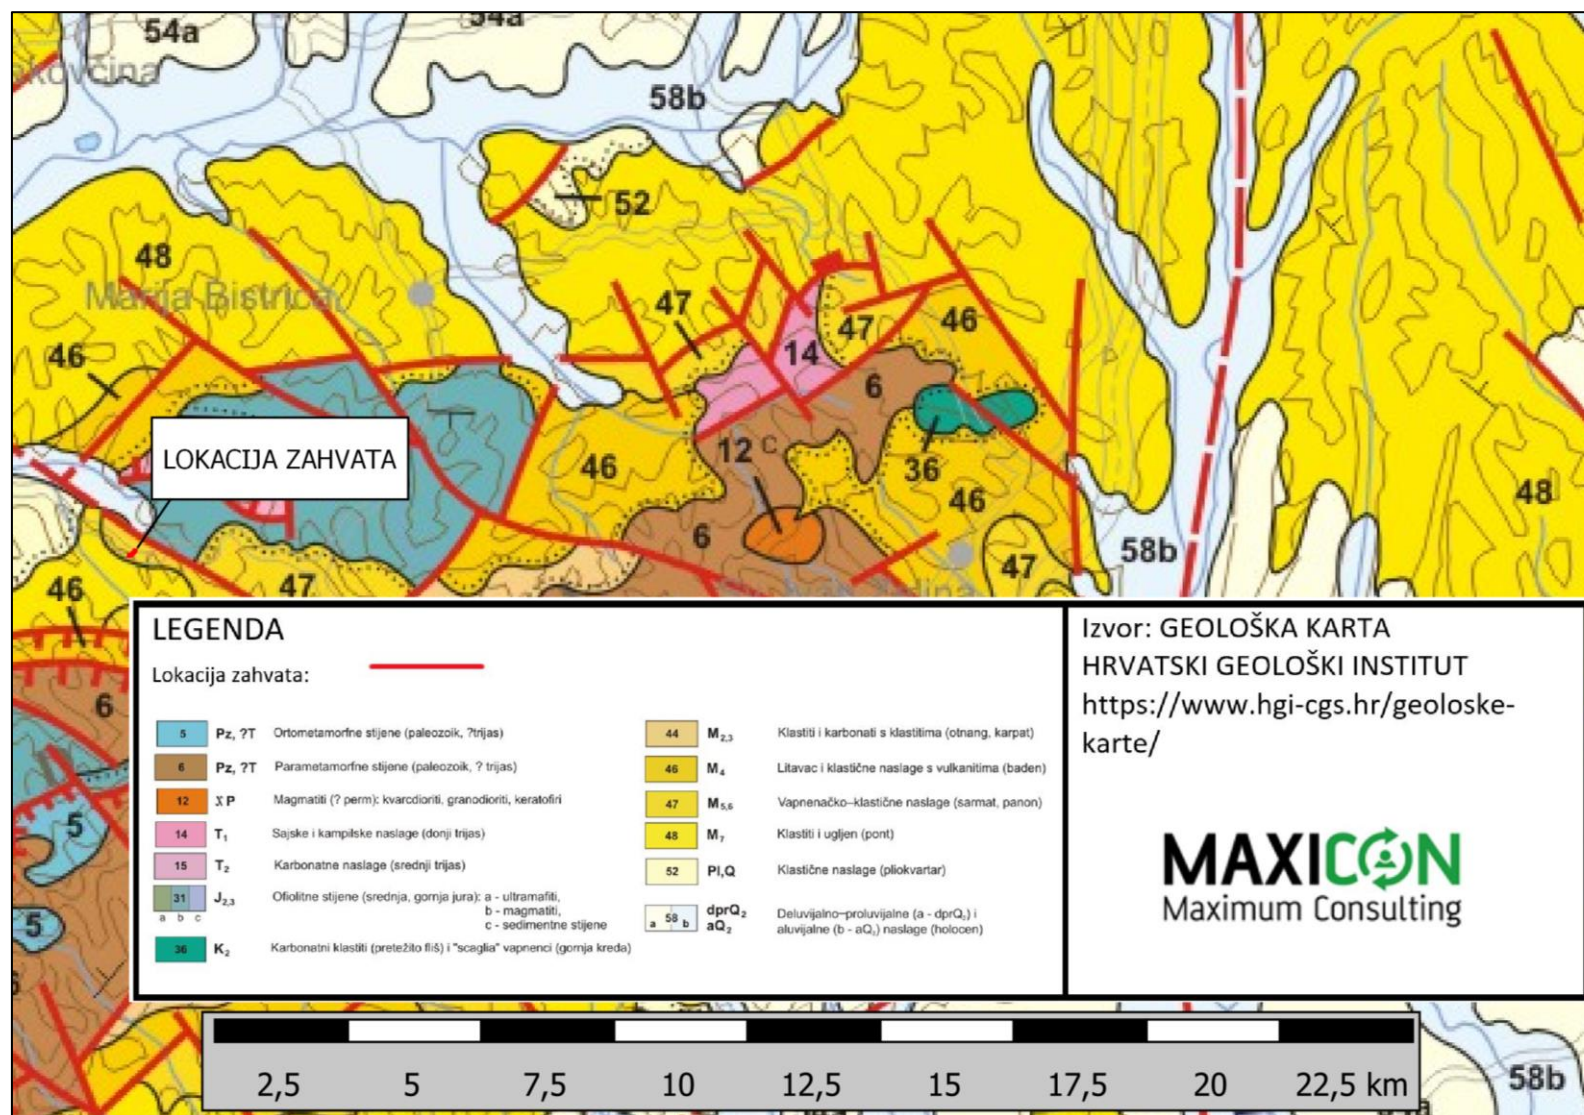 54a
54a
58b
52
48
Marija Bistrica
47
46
47
46
14
6
LOKACIJA ZAHVATA
46
12
C
36
46
48
6
58b
47
46
47
6
5
5
LEGENDA
Lokacija zahvata:
5 Pz, ?T Ortometamorfne stijene (paleozoik, ?trijas)
6 Pz, ?T Parametamorfne stijene (paleozoik, ? trijas)
12 χ P Magmatiti (? perm): kvarcdioriti, granodioriti, keratofiri
14 T₁ Sajske i kampilske naslage (donji trijas)
15 T₂ Karbonatne naslage (srednji trijas)
31 J₂,₃ Ofiolitne stijene (srednja, gornja jura): a - ultramafiti,
a b c b - magmatiti,
c - sedimentne stijene
36 K₂ Karbonatni klastiti (pretežito fliš) i "scaglia" vapnenci (gornja kreda)
44 M₂,₃ Klastiti i karbonati s klastitima (otnang, karpat)
46 M₄ Litavac i klastične naslage s vulkanitima (baden)
47 M₅,₆ Vapnenačko–klastične naslage (sarmat, panon)
48 M₇ Klastiti i ugljen (pont)
52 Pl,Q Klastične naslage (pliokvartar)
a 58 b dprQ₂ Deluvijalno–proluvijalne (a - dprQ₂) i
aQ₂ aluvijalne (b - aQ₂) naslage (holocen)
Izvor: GEOLOŠKA KARTA
HRVATSKI GEOLOŠKI INSTITUT
https://www.hgi-cgs.hr/geoloske-
karte/
MAXICON
Maximum Consulting
2,5 5 7,5 10 12,5 15 17,5 20 22,5 km
58b